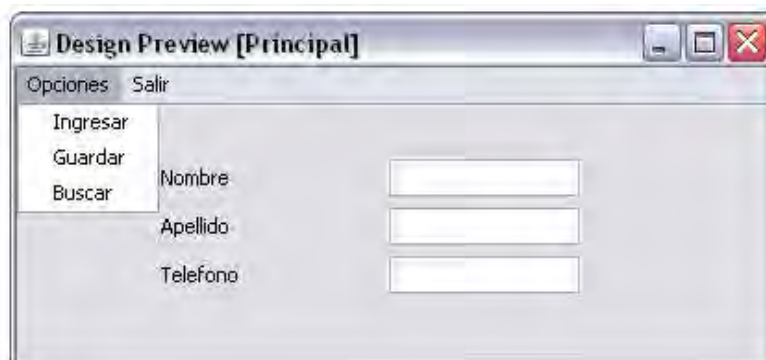 Design Preview [Principal]
Opciones Salir
Ingresar
Guardar
Buscar
Nombre
Apellido
Telefono